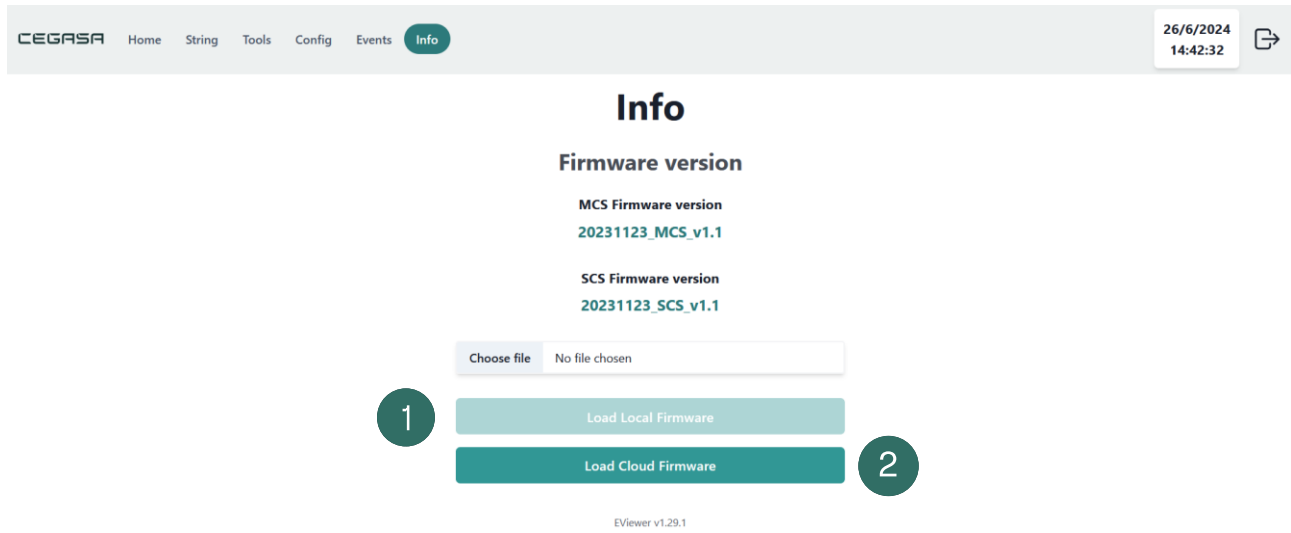 CEGASA Home String Tools Config Events Info
26/6/2024
14:42:32
Info
Firmware version
MCS Firmware version
20231123_MCS_v1.1
SCS Firmware version
20231123_SCS_v1.1
Choose file No file chosen
1 Load Local Firmware
Load Cloud Firmware 2
EViewer v1.29.1